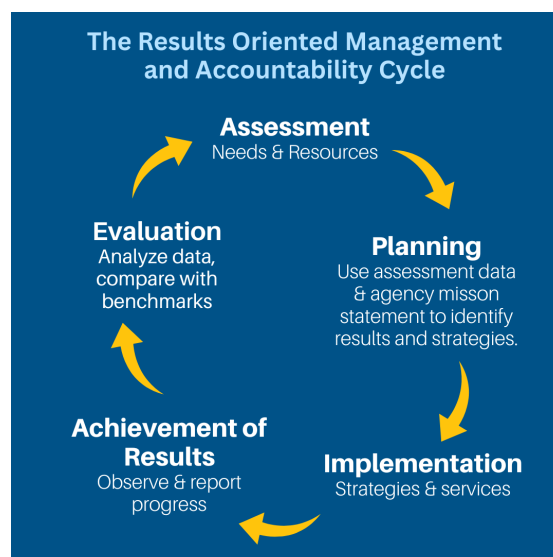 The Results Oriented Management
and Accountability Cycle
Assessment
Needs & Resources
Planning
Use assessment data
& agency misson
statement to identify
results and strategies.
Implementation
Strategies & services
Achievement of
Results
Observe & report
progress
Evaluation
Analyze data,
compare with
benchmarks